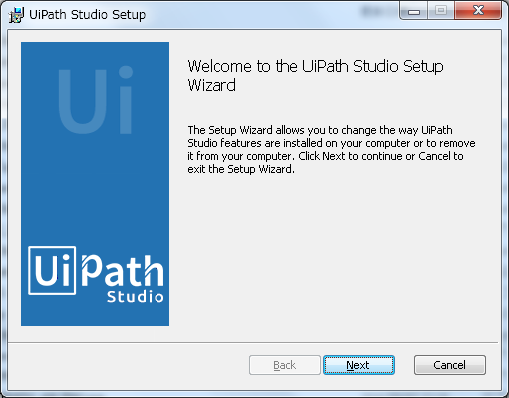 UiPath Studio Setup
Ui
Welcome to the UiPath Studio Setup
Wizard
The Setup Wizard allows you to change the way UiPath
Studio features are installed on your computer or to remove
it from your computer. Click Next to continue or Cancel to
exit the Setup Wizard.
UiPath
Studio
Back
Next
Cancel